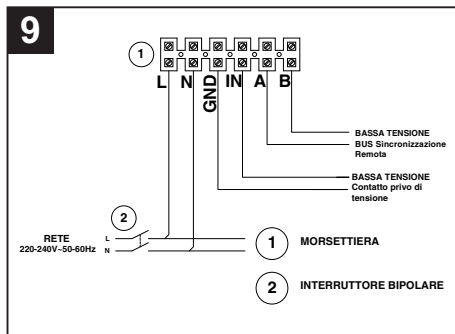 9
1
L N GND IN A B
BASSA TENSIONE
BUS Sincronizzazione
Remota
BASSA TENSIONE
Contatto privo di
tensione
2
RETE
220-240V~50-60Hz
L
N
1 MORSETTIERA
2 INTERRUTTORE BIPOLARE